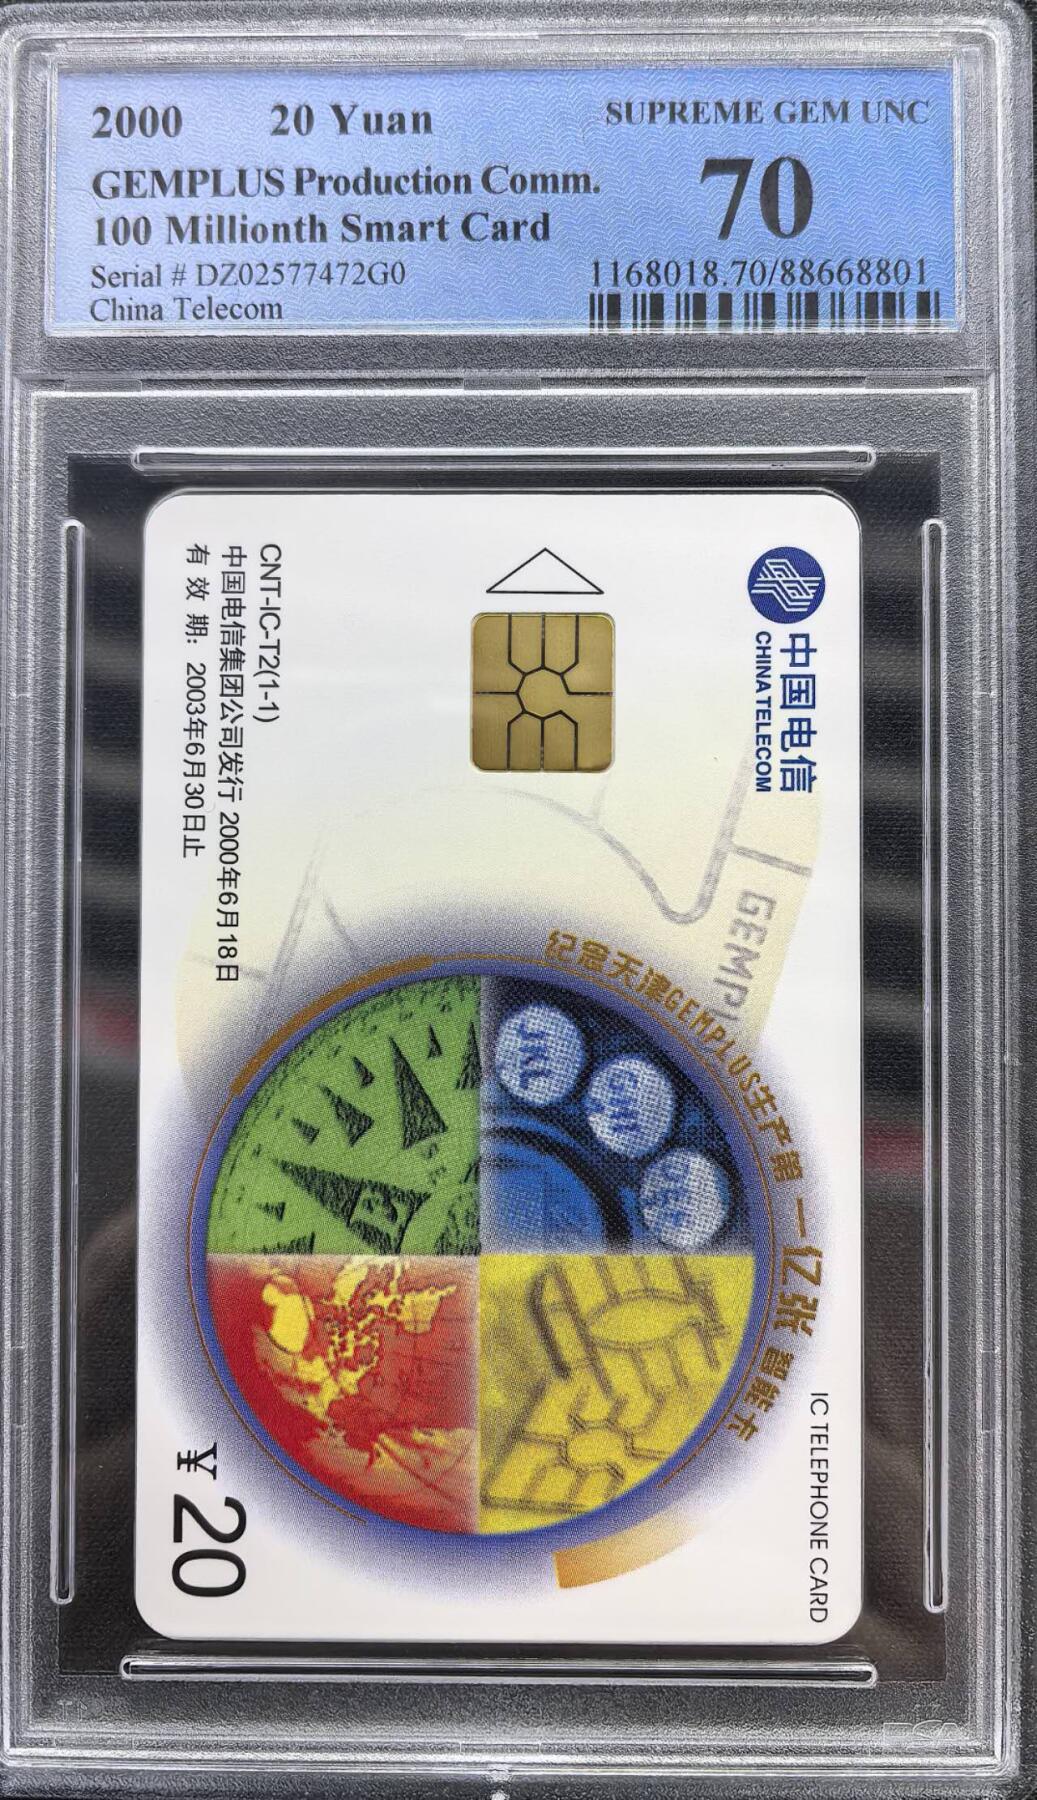 2000 20 Yuan
GEMPLUS Production Comm.
100 Millionth Smart Card
Serial # DZ02577472G0
China Telecom
SUPREME GEM UNC
70
1168018.70/88668801
中国电信
CHINA TELECOM
IC TELEPHONE CARD
纪念天津GEMPLUS生产第一亿张智能卡
JKL
GHI
CNT-IC-T2(1-1)
中国电信集团公司发行 2000年6月18日
有效期：2003年6月30日止
¥20